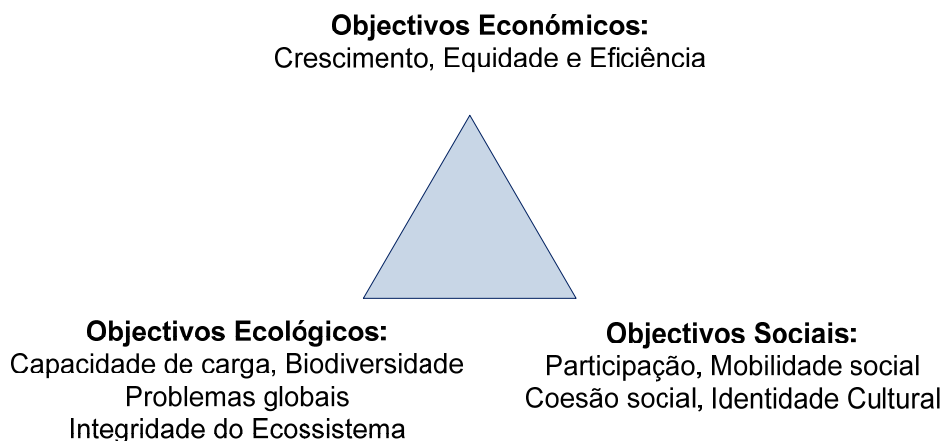 Objectivos Económicos:
Crescimento, Equidade e Eficiência
Objectivos Ecológicos:
Capacidade de carga, Biodiversidade
Problemas globais
Integridade do Ecossistema
Objectivos Sociais:
Participação, Mobilidade social
Coesão social, Identidade Cultural